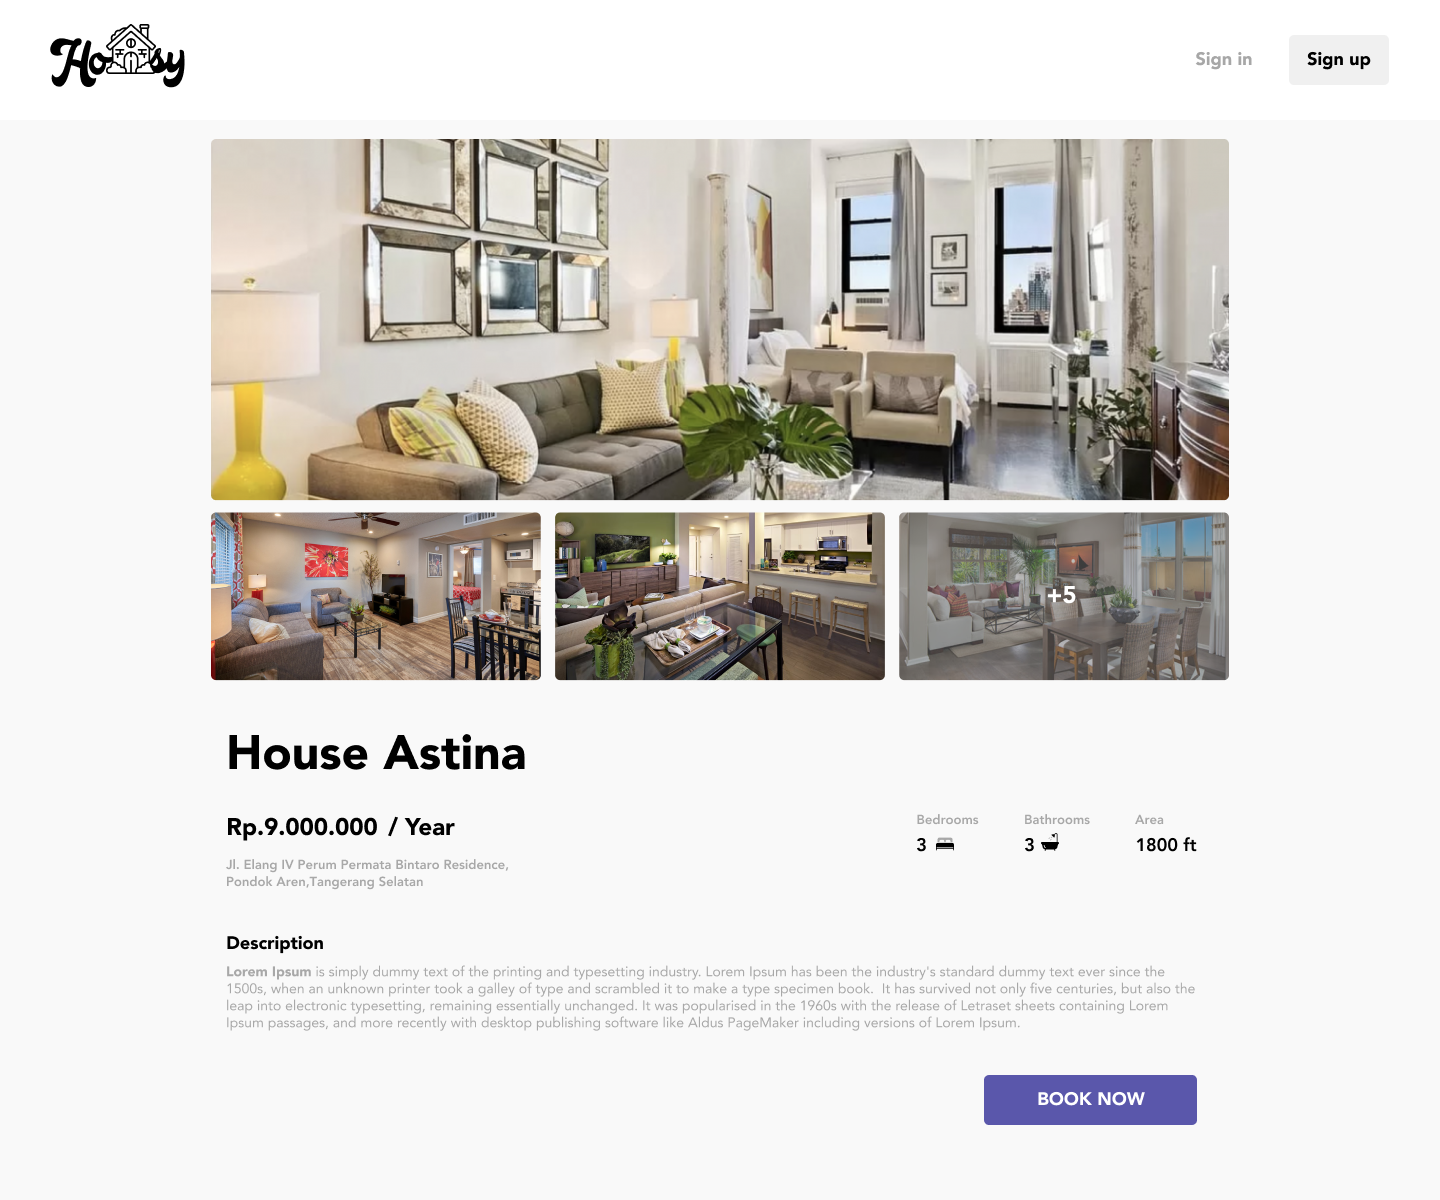 Housy
Sign in
Sign up
+5
House Astina
Rp.9.000.000 / Year
Bedrooms
Bathrooms
Area
3
3
1800 ft
Jl. Elang IV Perum Permata Bintaro Residence,
Pondok Aren,Tangerang Selatan
Description
Lorem Ipsum is simply dummy text of the printing and typesetting industry. Lorem Ipsum has been the industry's standard dummy text ever since the
1500s, when an unknown printer took a galley of type and scrambled it to make a type specimen book.  It has survived not only five centuries, but also the
leap into electronic typesetting, remaining essentially unchanged. It was popularised in the 1960s with the release of Letraset sheets containing Lorem
Ipsum passages, and more recently with desktop publishing software like Aldus PageMaker including versions of Lorem Ipsum.
BOOK NOW